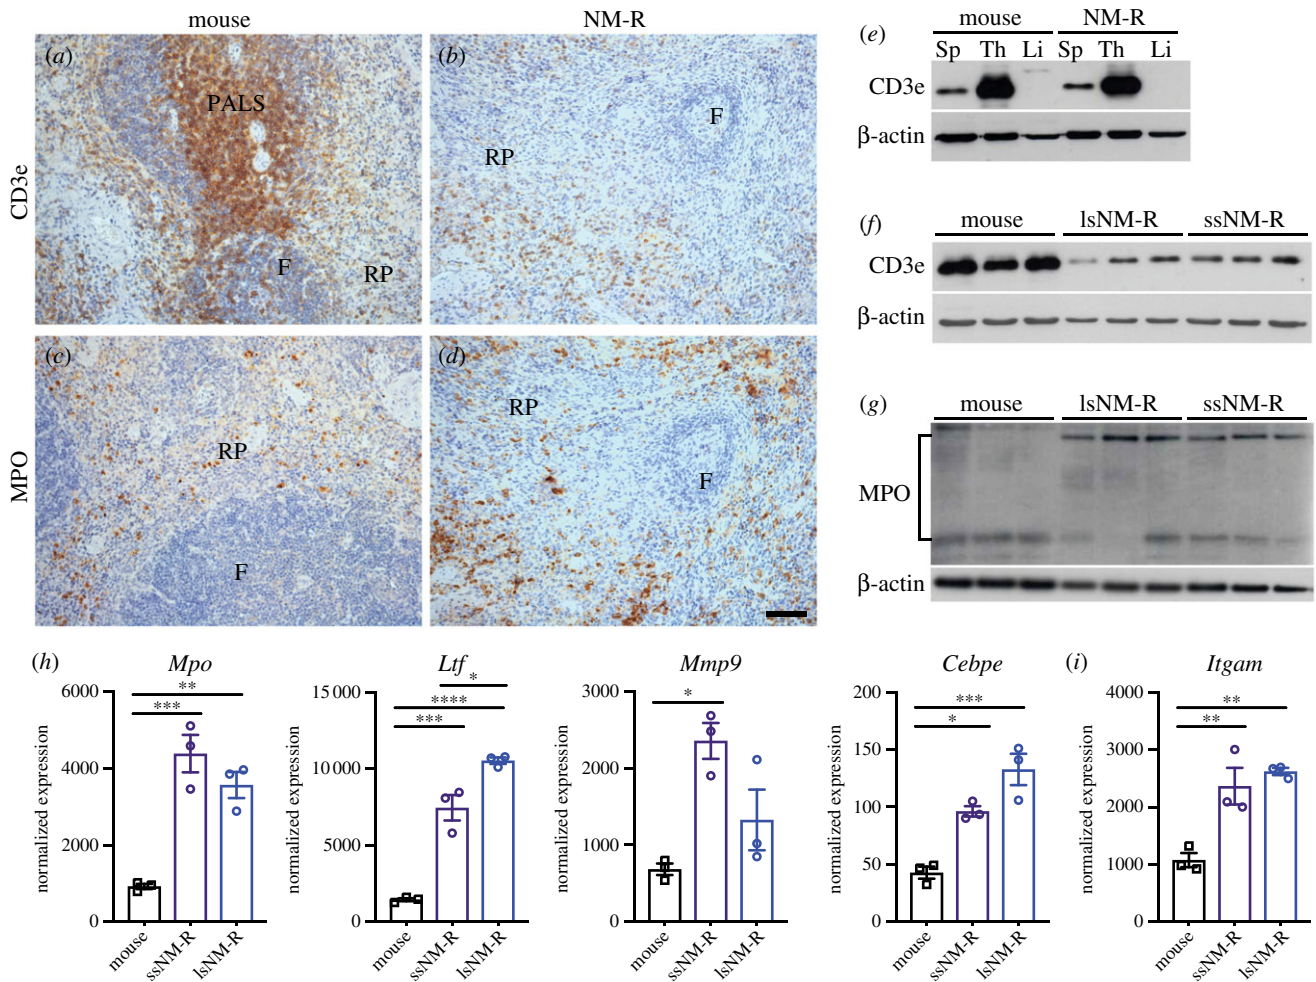 mouse
NM-R
CD3e
(a)
PALS
F
RP
(b)
F
RP
MPO
(c)
RP
F
(d)
RP
F
(e)
mouse NM-R
Sp Th Li Sp Th Li
CD3e
β-actin
(f)
mouse lsNM-R ssNM-R
CD3e
β-actin
(g)
mouse lsNM-R ssNM-R
MPO
β-actin
(h)
Mpo
normalized expression
6000
4000
2000
0
**
***
mouse
ssNM-R
lsNM-R
Ltf
normalized expression
15 000
10 000
5000
0
*
****
***
mouse
ssNM-R
lsNM-R
Mmp9
normalized expression
3000
2000
1000
0
*
mouse
ssNM-R
lsNM-R
Cebpe
normalized expression
200
150
100
50
0
***
*
mouse
ssNM-R
lsNM-R
(i)
Itgam
normalized expression
4000
3000
2000
1000
0
**
**
mouse
ssNM-R
lsNM-R